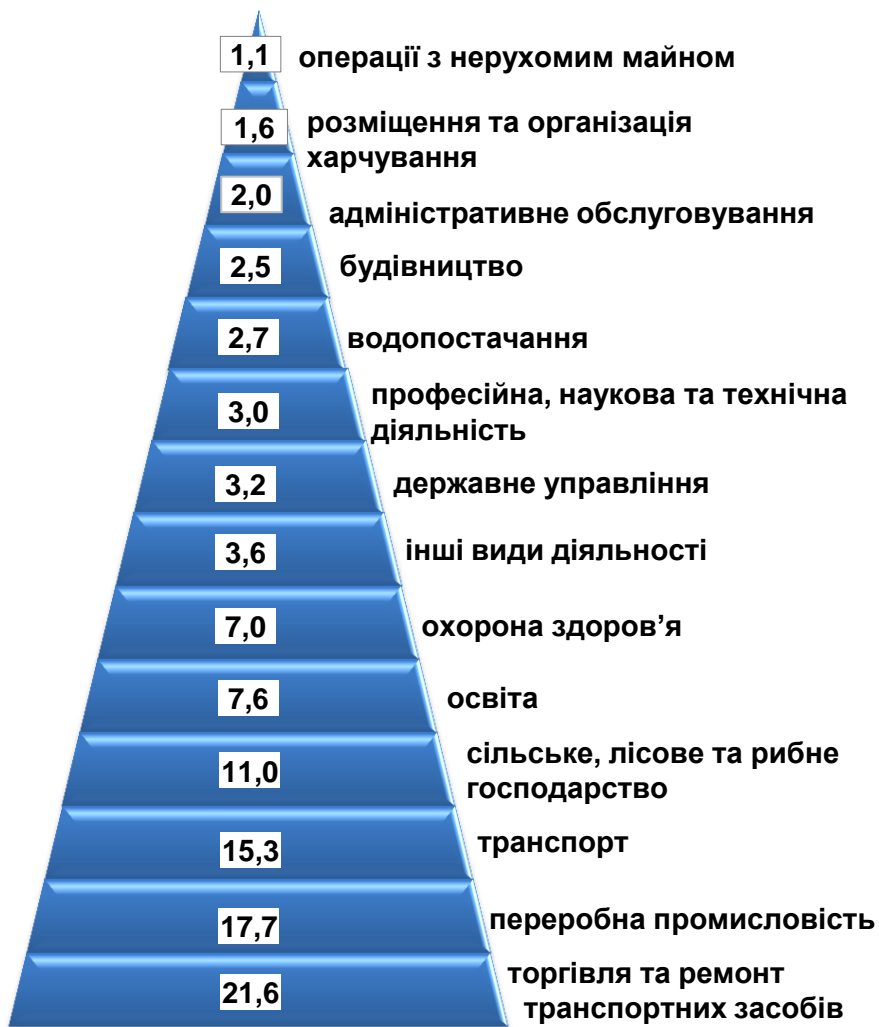 1,1 операції з нерухомим майном
1,6 розміщення та організація
харчування
2,0 адміністративне обслуговування
2,5 будівництво
2,7 водопостачання
3,0 професійна, наукова та технічна
діяльність
3,2 державне управління
3,6 інші види діяльності
7,0 охорона здоров’я
7,6 освіта
11,0 сільське, лісове та рибне
господарство
15,3 транспорт
17,7 переробна промисловість
21,6 торгівля та ремонт
транспортних засобів